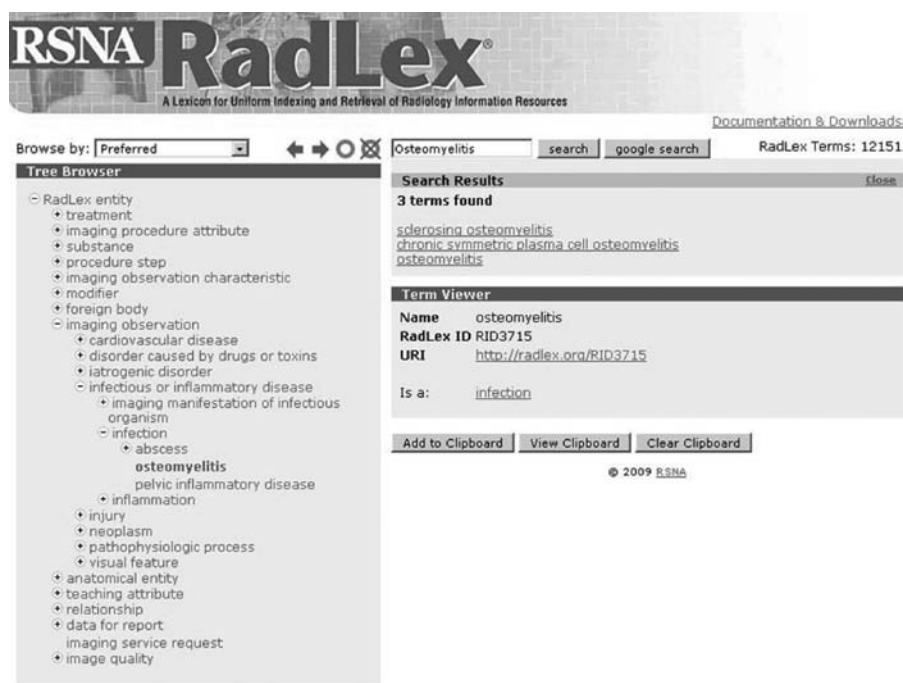 RSNA RadLex®
A Lexicon for Uniform Indexing and Retrieval of Radiology Information Resources
Documentation & Downloads
Browse by: Preferred
Osteomyelitis search google search RadLex Terms: 12151
Tree Browser
RadLex entity
treatment
imaging procedure attribute
substance
procedure step
imaging observation characteristic
modifier
foreign body
imaging observation
cardiovascular disease
disorder caused by drugs or toxins
iatrogenic disorder
infectious or inflammatory disease
imaging manifestation of infectious
organism
infection
abscess
osteomyelitis
pelvic inflammatory disease
inflammation
injury
neoplasm
pathophysiologic process
visual feature
anatomical entity
teaching attribute
relationship
data for report
imaging service request
image quality
Search Results Close
3 terms found
sclerosing osteomyelitis
chronic symmetric plasma cell osteomyelitis
osteomyelitis
Term Viewer
Name osteomyelitis
RadLex ID RID3715
URI http://radlex.org/RID3715
Is a: infection
Add to Clipboard View Clipboard Clear Clipboard
© 2009 RSNA